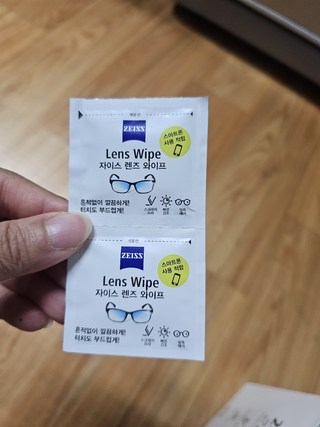 ZEISS
스마트폰
사용 적합
Lens Wipe
자이스 렌즈 와이프
흔적없이 깔끔하게!
터치도 부드럽게!
ZEISS
스마트폰
사용 적합
Lens Wipe
자이스 렌즈 와이프
흔적없이 깔끔하게!
터치도 부드럽게!